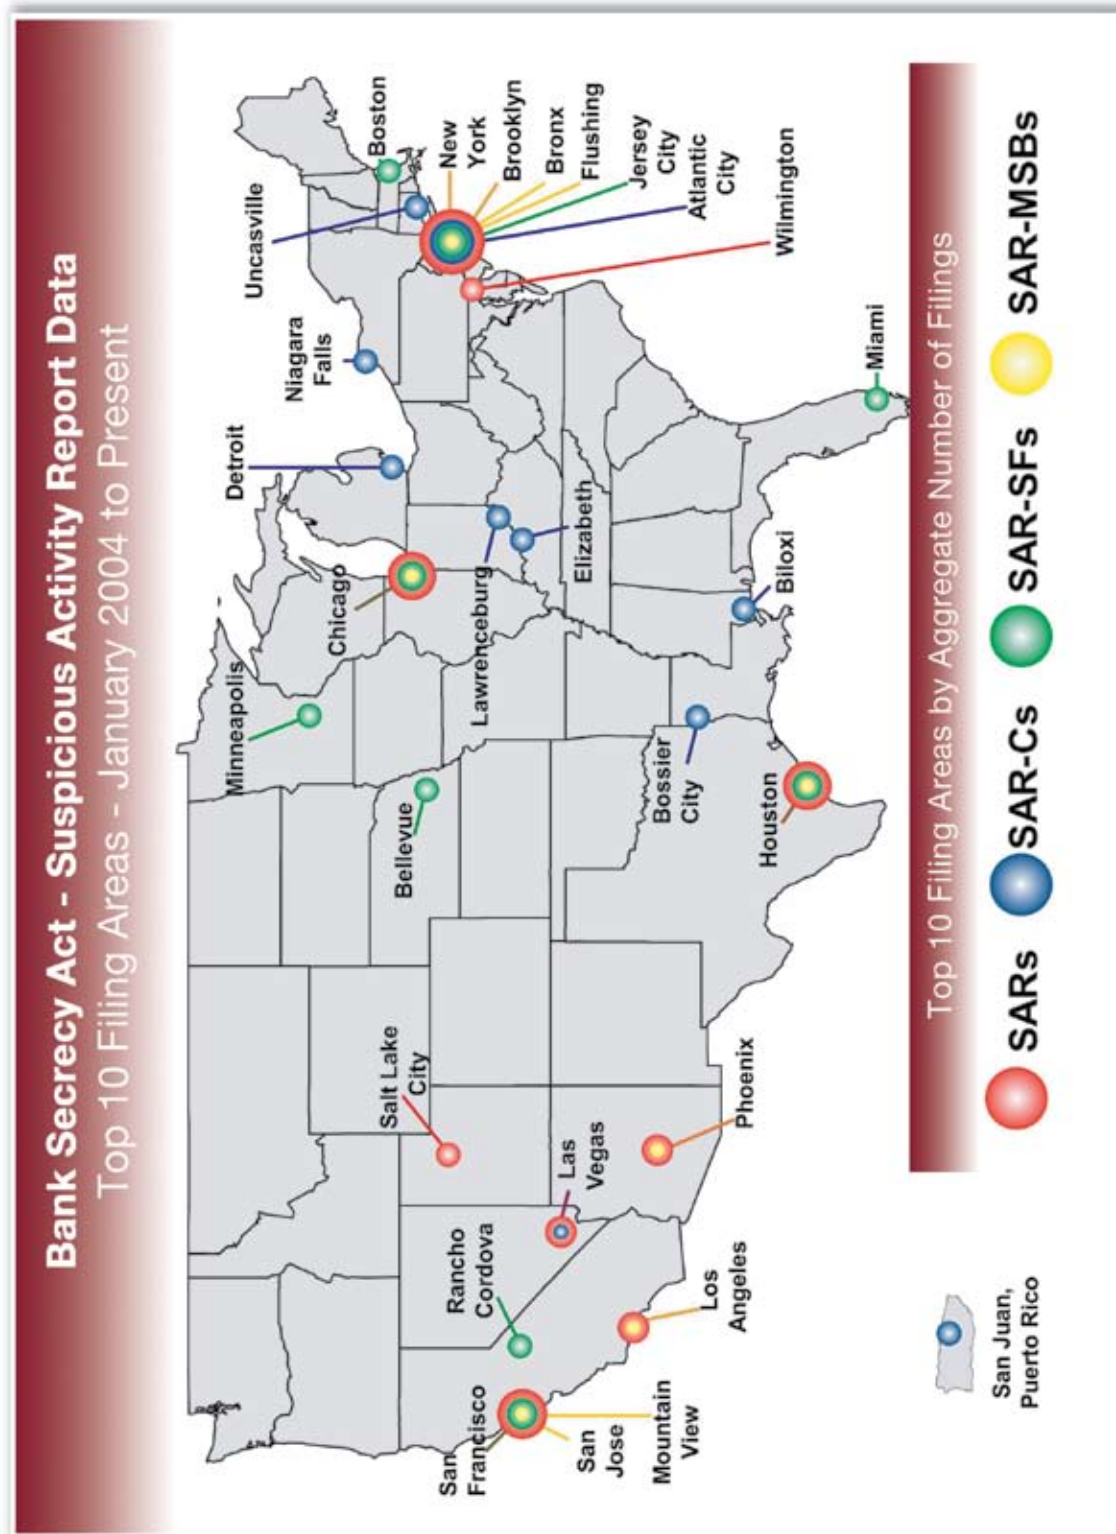 Bank Secrecy Act - Suspicious Activity Report Data
Top 10 Filing Areas - January 2004 to Present
San
Francisco
San
Jose
Mountain
View
Rancho
Cordova
Los
Angeles
Las
Vegas
Salt Lake
City
Phoenix
Bellevue
Minneapolis
Houston
Bossier
City
Chicago
Lawrenceburg
Elizabeth
Biloxi
Detroit
Niagara
Falls
Miami
Uncasville
Boston
New
York
Brooklyn
Bronx
Flushing
Jersey
City
Atlantic
City
Wilmington
San Juan,
Puerto Rico
Top 10 Filing Areas by Aggregate Number of Filings
SARs
SAR-Cs
SAR-SFs
SAR-MSBs